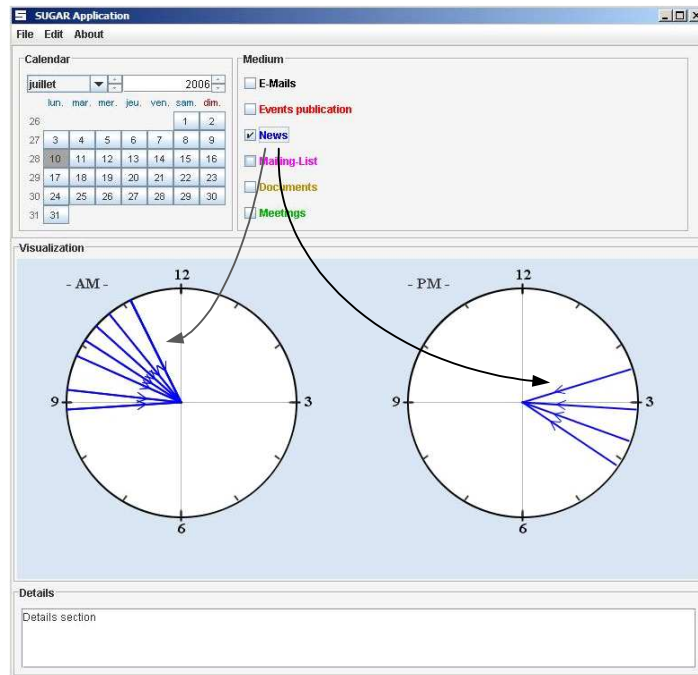 S SUGAR Application
File Edit About
Calendar
juillet 2006
lun. mar. mer. jeu. ven. sam. dim.
26 1 2
27 3 4 5 6 7 8 9
28 10 11 12 13 14 15 16
29 17 18 19 20 21 22 23
30 24 25 26 27 28 29 30
31 31
Medium
E-Mails
Events publication
News
Mailing-List
Documents
Meetings
Visualization
- AM -
12
9
3
6
- PM -
12
9
3
6
Details
Details section